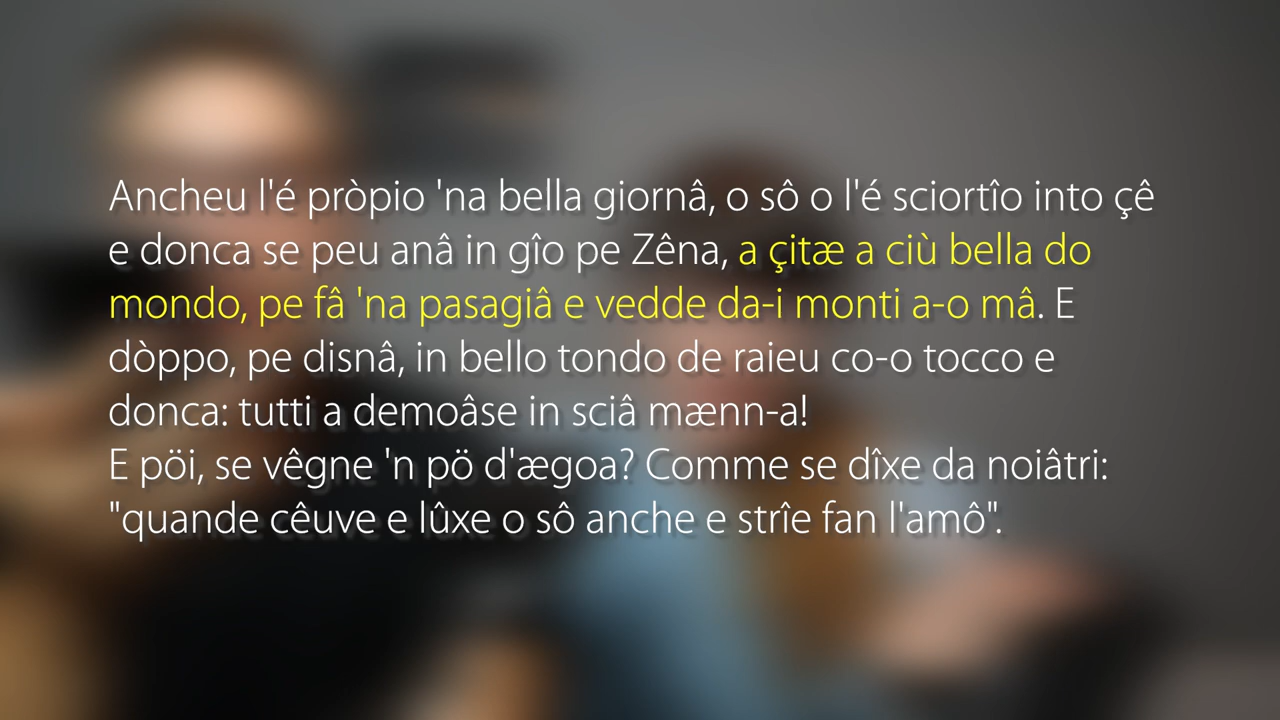 Ancheu l'é pròpio 'na bella giornâ, o sô o l'é sciortîo into çê
e donca se peu anâ in gîo pe Zêna, a çitæ a ciù bella do
mondo, pe fâ 'na pasagiâ e vedde da-i monti a-o mâ. E
dòppo, pe disnâ, in bello tondo de raieu co-o tocco e
donca: tutti a demoâse in sciâ mænn-a!
E pöi, se vêgne 'n pö d'ægoa? Comme se dîxe da noiâtri:
"quande cêuve e lûxe o sô anche e strîe fan l'amô".